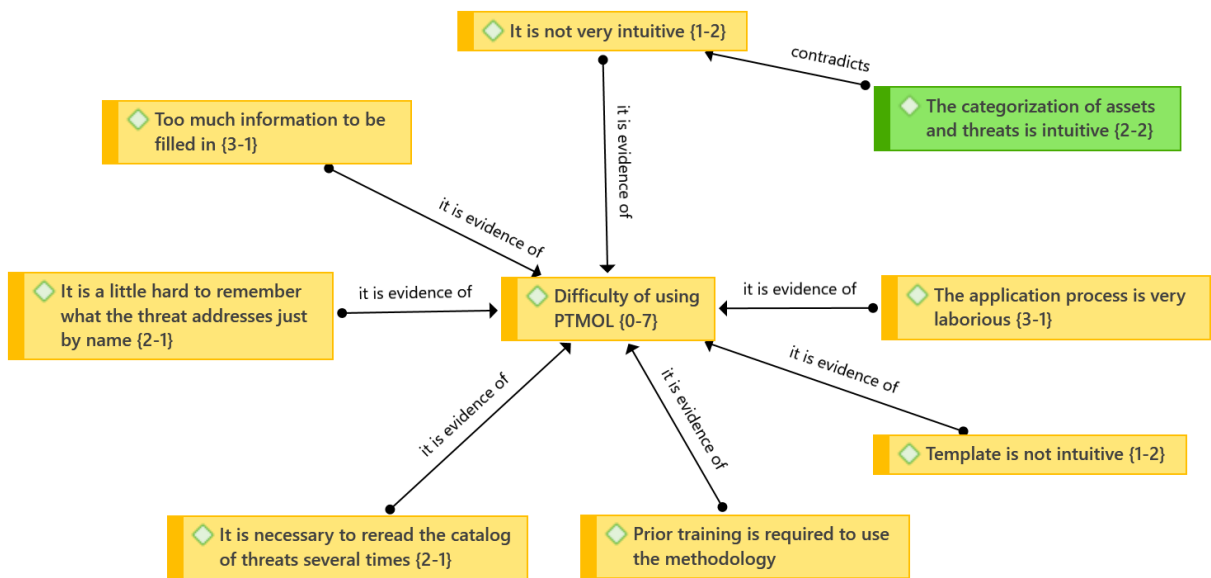 It is not very intuitive {1-2}
contradicts
The categorization of assets
and threats is intuitive {2-2}
Too much information to be
filled in {3-1}
it is evidence of
it is evidence of
It is a little hard to remember
what the threat addresses just
by name {2-1}
it is evidence of
Difficulty of using
PTMOL {0-7}
it is evidence of
The application process is very
laborious {3-1}
it is evidence of
it is evidence of
it is evidence of
Template is not intuitive {1-2}
It is necessary to reread the catalog
of threats several times {2-1}
Prior training is required to use
the methodology